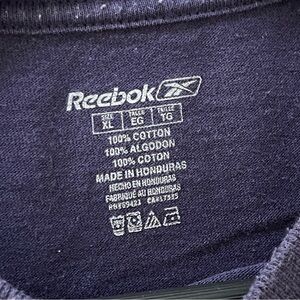 Reebok
SIZE TALLA TAILLE
XL EG TG
100% COTTON
100% ALGODON
100% COTON
MADE IN HONDURAS
HECHO EN HONDURAS
FABRIQUÉ AU HONDURAS